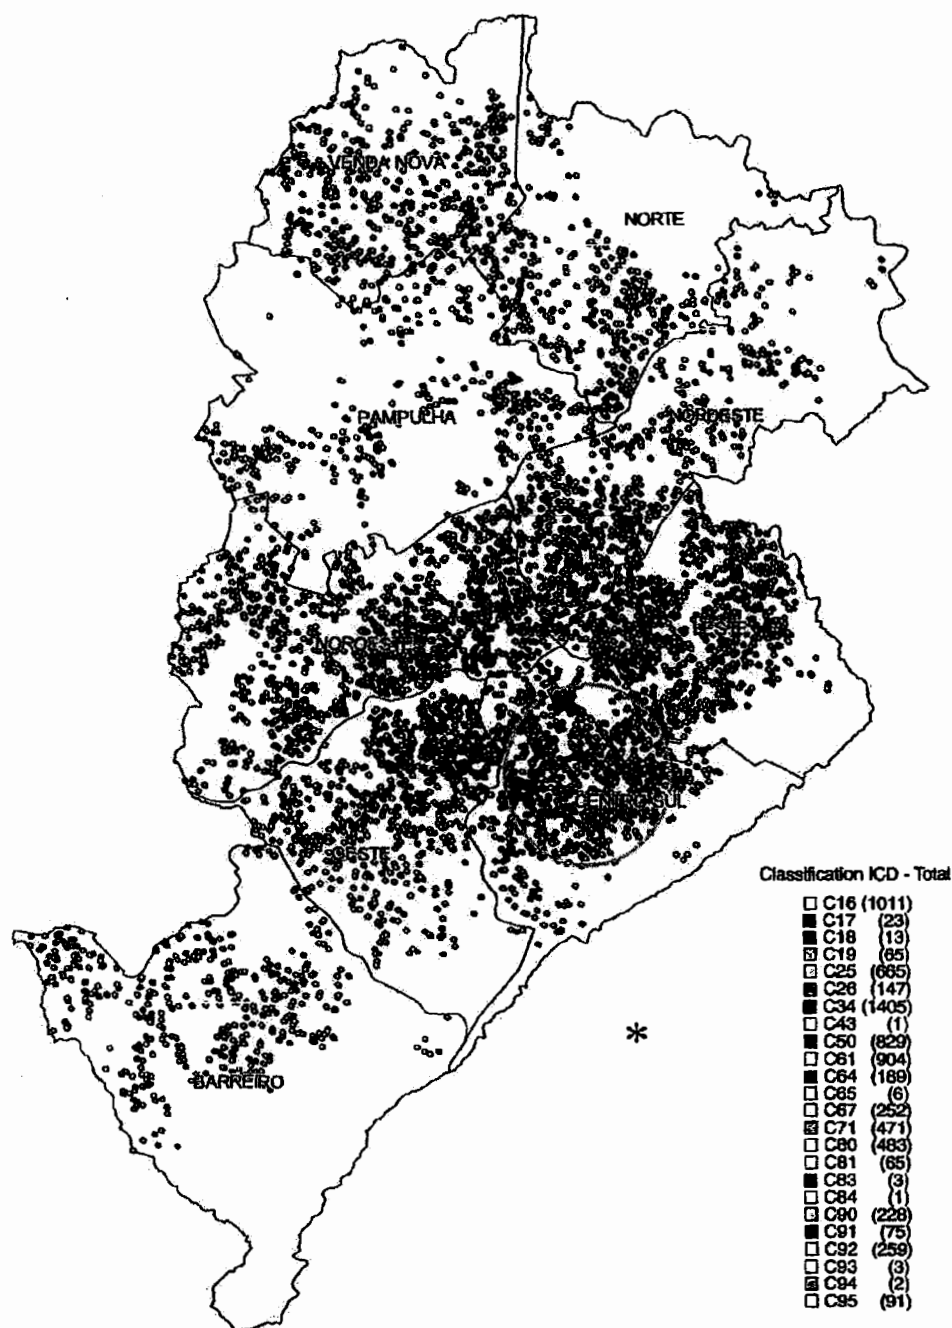 VENDA NOVA
NORTE
PAMPULHA
NORDESTE
NOROESTE
CENTRO SUL
OESTE
BARREIRO
*
Classification ICD - Total
C16 (1011)
C17 (23)
C18 (13)
C19 (65)
C25 (665)
C26 (147)
C34 (1405)
C43 (1)
C50 (829)
C61 (904)
C64 (189)
C65 (6)
C67 (252)
C71 (471)
C80 (483)
C81 (65)
C83 (3)
C84 (1)
C90 (228)
C91 (75)
C92 (259)
C93 (3)
C94 (2)
C95 (91)